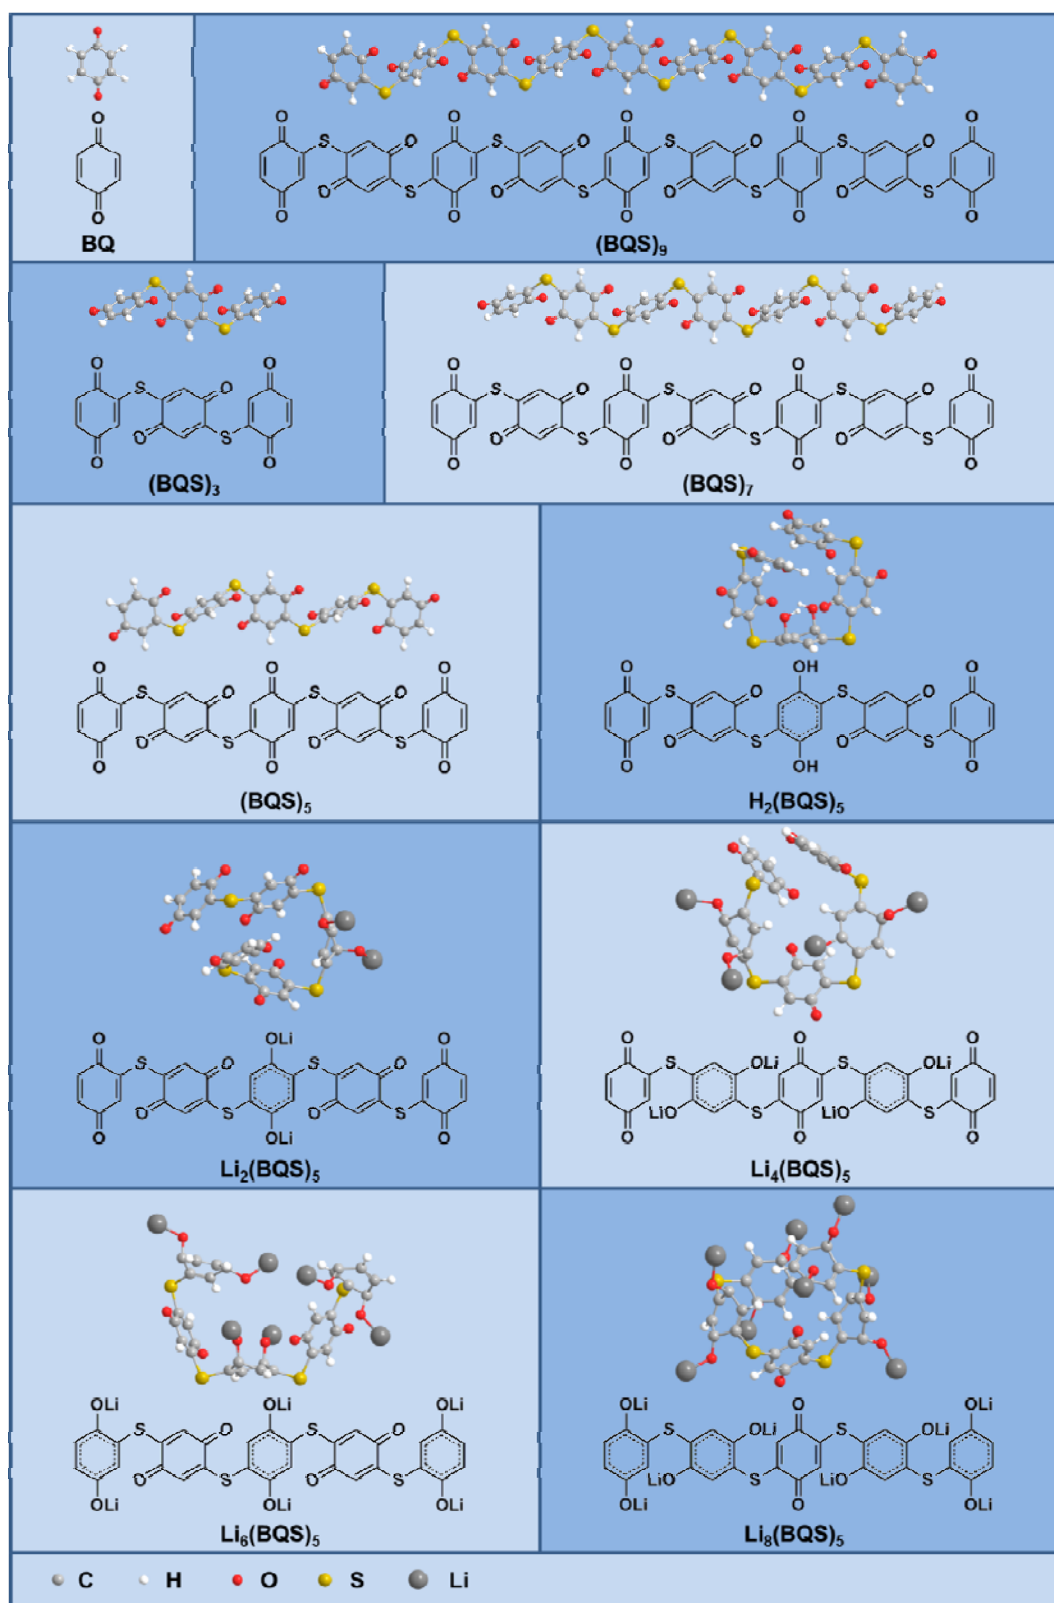 O
O
BQ
O O O O O
S O S O S O S O
O S O S O S O S
O O O O O
(BQS)9
O O
S O
O S
O O
(BQS)3
O O O O
S O S O S O
O S O S O S
O O O O
(BQS)7
O O O
S O S O
O S O S
O O O
(BQS)5
O OH O
S O S O
O S O S
O OH O
H2(BQS)5
O OLi O
S O S O
O S O S
O OLi O
Li2(BQS)5
O O O
S OLi S OLi
LiO S LiO S
O O O
Li4(BQS)5
OLi OLi OLi
S O S O
O S O S
OLi OLi OLi
Li6(BQS)5
OLi O OLi
S OLi S OLi
LiO S LiO S
OLi O OLi
Li8(BQS)5
C H O S Li